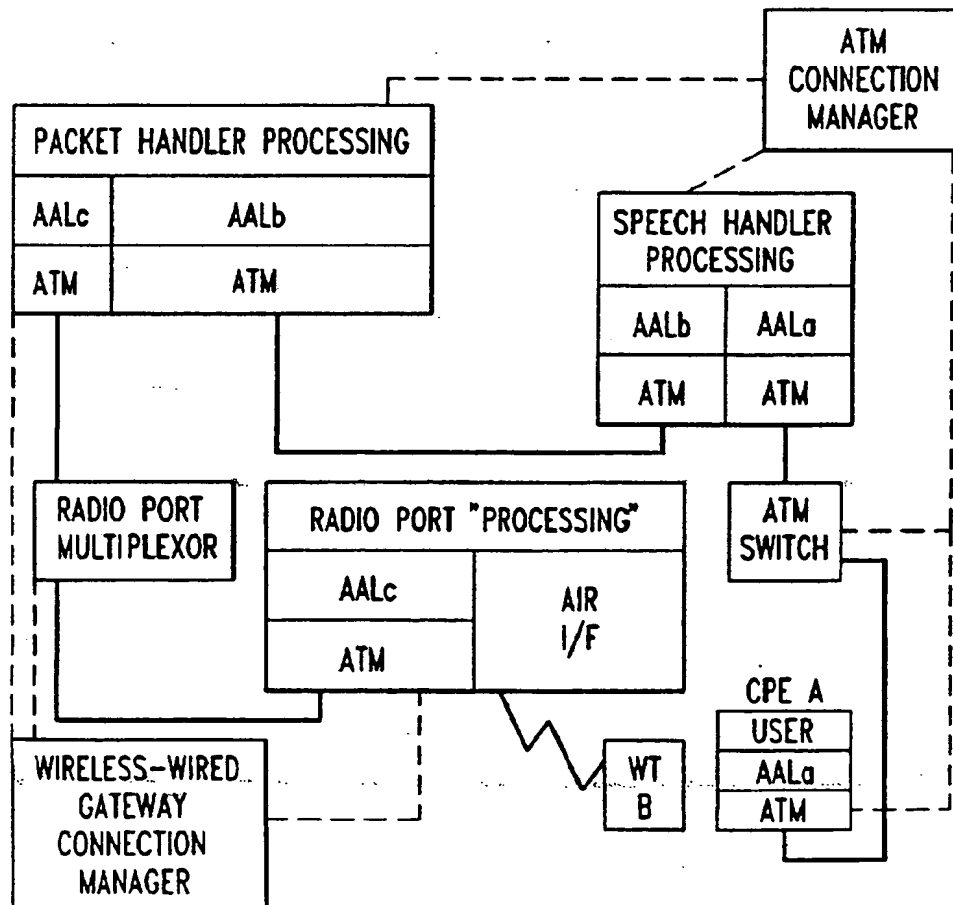 ATM
CONNECTION
MANAGER
PACKET HANDLER PROCESSING
AALc
AALb
ATM
ATM
SPEECH HANDLER
PROCESSING
AALb
AALa
ATM
ATM
RADIO PORT
MULTIPLEXOR
RADIO PORT "PROCESSING"
AALc
ATM
AIR
I/F
ATM
SWITCH
WIRELESS-WIRED
GATEWAY
CONNECTION
MANAGER
WT
B
CPE A
USER
AALa
ATM